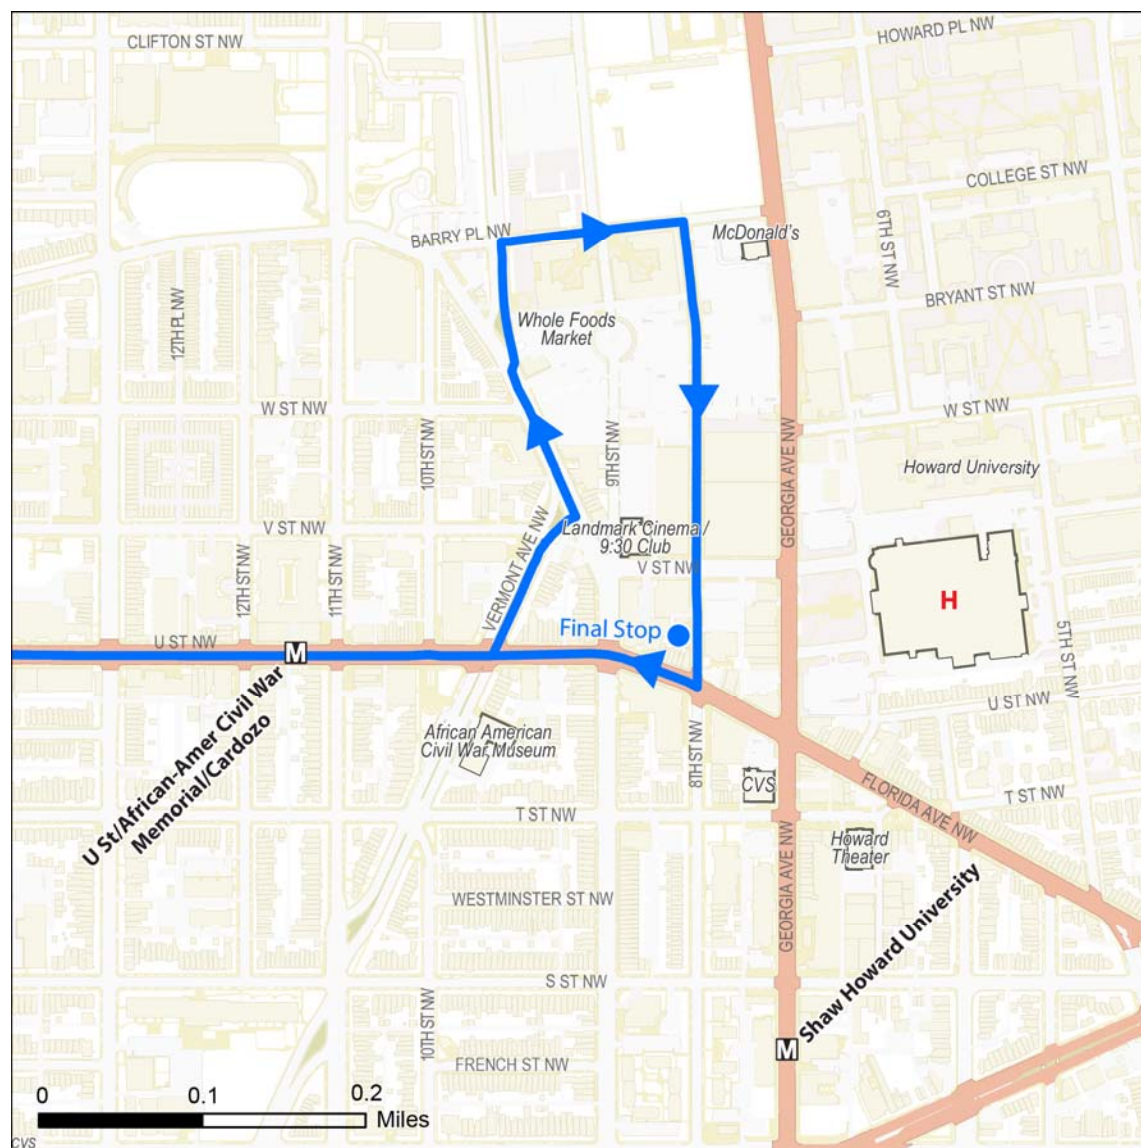 CLIFTON ST NW
HOWARD PL NW
COLLEGE ST NW
BARRY PL NW
McDonald's
6TH ST NW
BRYANT ST NW
12TH PL NW
Whole Foods
Market
W ST NW
W ST NW
10TH ST NW
9TH ST NW
GEORGIA AVE NW
Howard University
V ST NW
VERMONT AVE NW
Landmark Cinema /
9:30 Club
V ST NW
12TH ST NW
11TH ST NW
H
Final Stop
5TH ST NW
U ST NW
M
U ST NW
U St/African-Amer Civil War
Memorial/Cardozo
African American
Civil War Museum
8TH ST NW
CVS
FLORIDA AVE NW
T ST NW
T ST NW
Howard
Theater
WESTMINSTER ST NW
GEORGIA AVE NW
S ST NW
Shaw Howard University
M
10TH ST NW
FRENCH ST NW
0 0.1 0.2
Miles
CVS